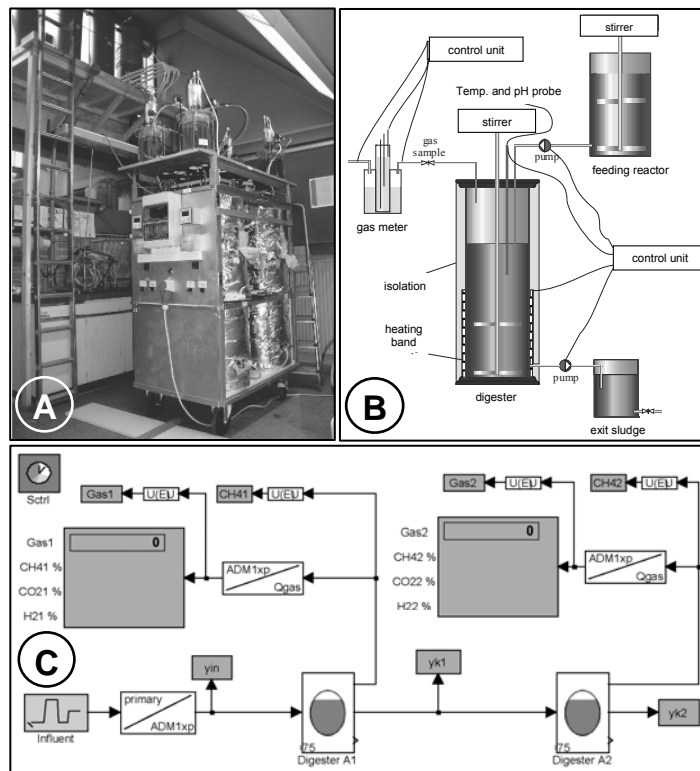 A
B
stirrer
control unit
Temp. and pH probe
stirrer
gas
sample
pump
feeding reactor
gas meter
control unit
isolation
heating
band
pump
digester
exit sludge
C
Sctrl
Gas1
U(E)
CH41
U(E)
Gas2
U(E)
CH42
U(E)
Gas1
0
CH41 %
CO21 %
H21 %
ADM1xp
Qgas
Gas2
0
CH42 %
CO22 %
H22 %
ADM1xp
Qgas
yin
yk1
Influent
primary
ADM1xp
75
Digester A1
75
Digester A2
yk2